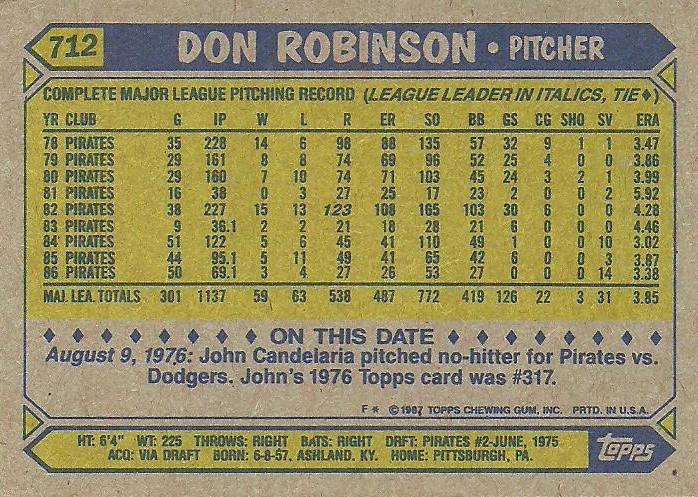 712 DON ROBINSON • PITCHER
COMPLETE MAJOR LEAGUE PITCHING RECORD (LEAGUE LEADER IN ITALICS, TIE♦)
YR CLUB G IP W L R ER SO BB GS CG SHO SV ERA
78 PIRATES 35 228 14 6 98 88 135 57 32 9 1 1 3.47
79 PIRATES 29 161 8 8 74 69 96 52 25 4 0 0 3.86
80 PIRATES 29 160 7 10 74 71 103 45 24 3 2 1 3.99
81 PIRATES 16 38 0 3 27 25 17 23 2 0 0 2 5.92
82 PIRATES 38 227 15 13 123 108 165 103 30 6 0 0 4.28
83 PIRATES 9 36.1 2 2 21 18 28 21 6 0 0 0 4.46
84 PIRATES 51 122 5 6 45 41 110 49 1 0 0 10 3.02
85 PIRATES 44 95.1 5 11 49 41 65 42 6 0 0 3 3.87
86 PIRATES 50 69.1 3 4 27 26 53 27 0 0 0 14 3.38
MAJ. LEA. TOTALS 301 1137 59 63 538 487 772 419 126 22 3 31 3.85
♦ ♦ ♦ ♦ ♦ ♦ ♦ ♦ ON THIS DATE ♦ ♦ ♦ ♦ ♦ ♦ ♦ ♦
August 9, 1976: John Candelaria pitched no-hitter for Pirates vs.
Dodgers. John's 1976 Topps card was #317.
F * © 1987 TOPPS CHEWING GUM, INC. PRTD. IN U.S.A.
HT: 6'4" WT: 225 THROWS: RIGHT BATS: RIGHT DRFT: PIRATES #2-JUNE, 1975
ACQ: VIA DRAFT BORN: 6-8-57, ASHLAND, KY. HOME: PITTSBURGH, PA.
topps